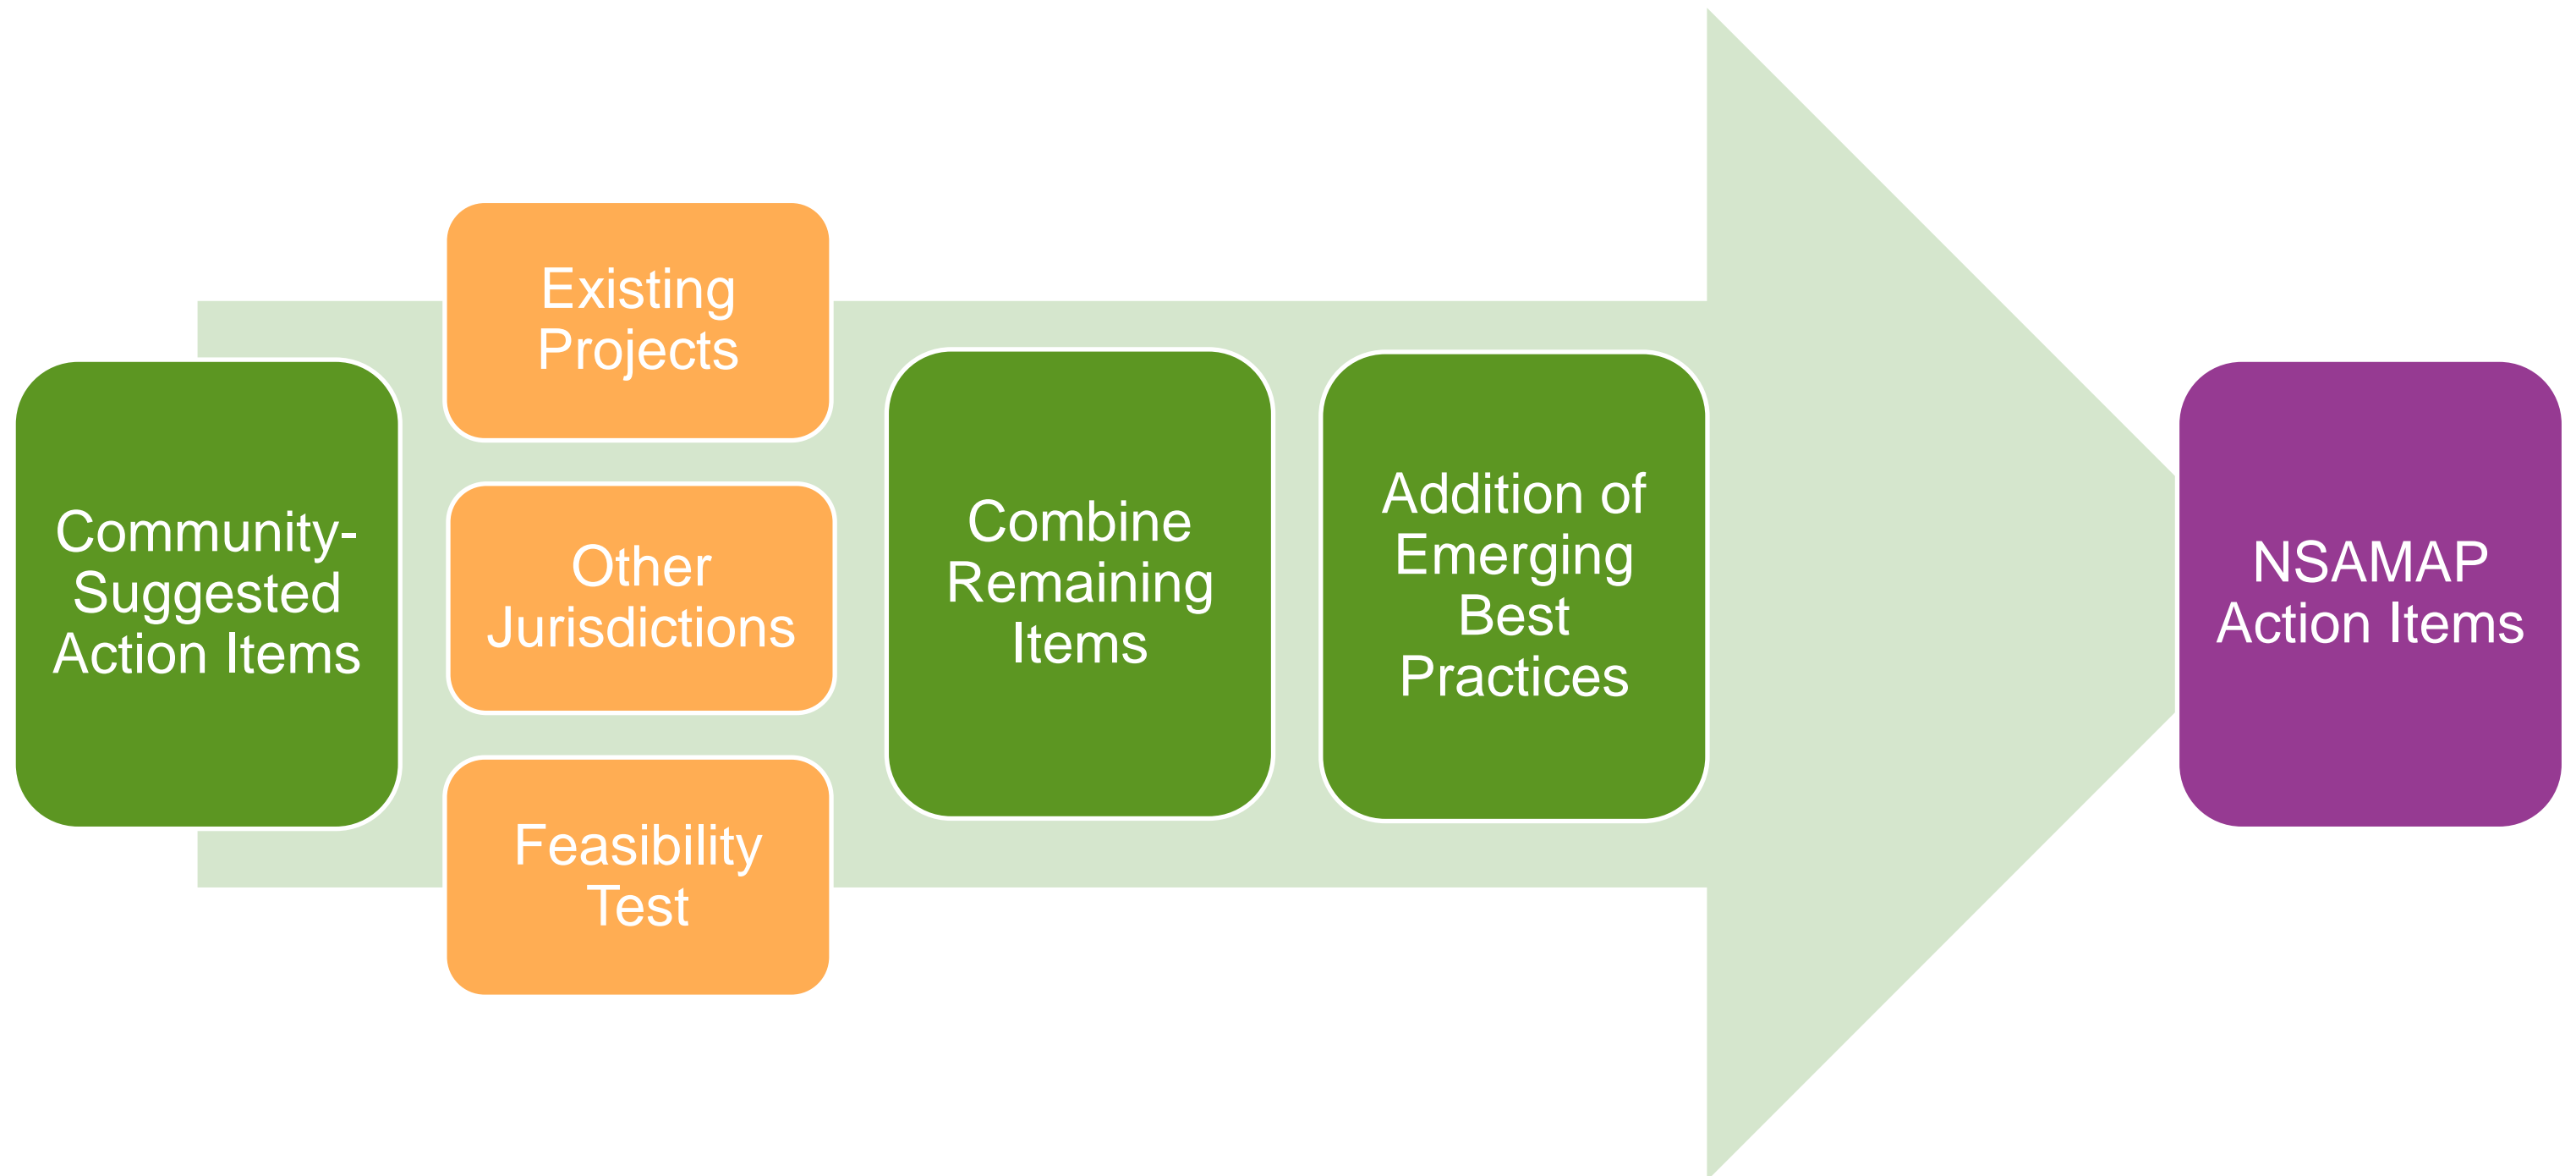 Community-
Suggested
Action Items
Existing
Projects
Other
Jurisdictions
Feasibility
Test
Combine
Remaining
Items
Addition of
Emerging
Best
Practices
NSAMAP
Action Items